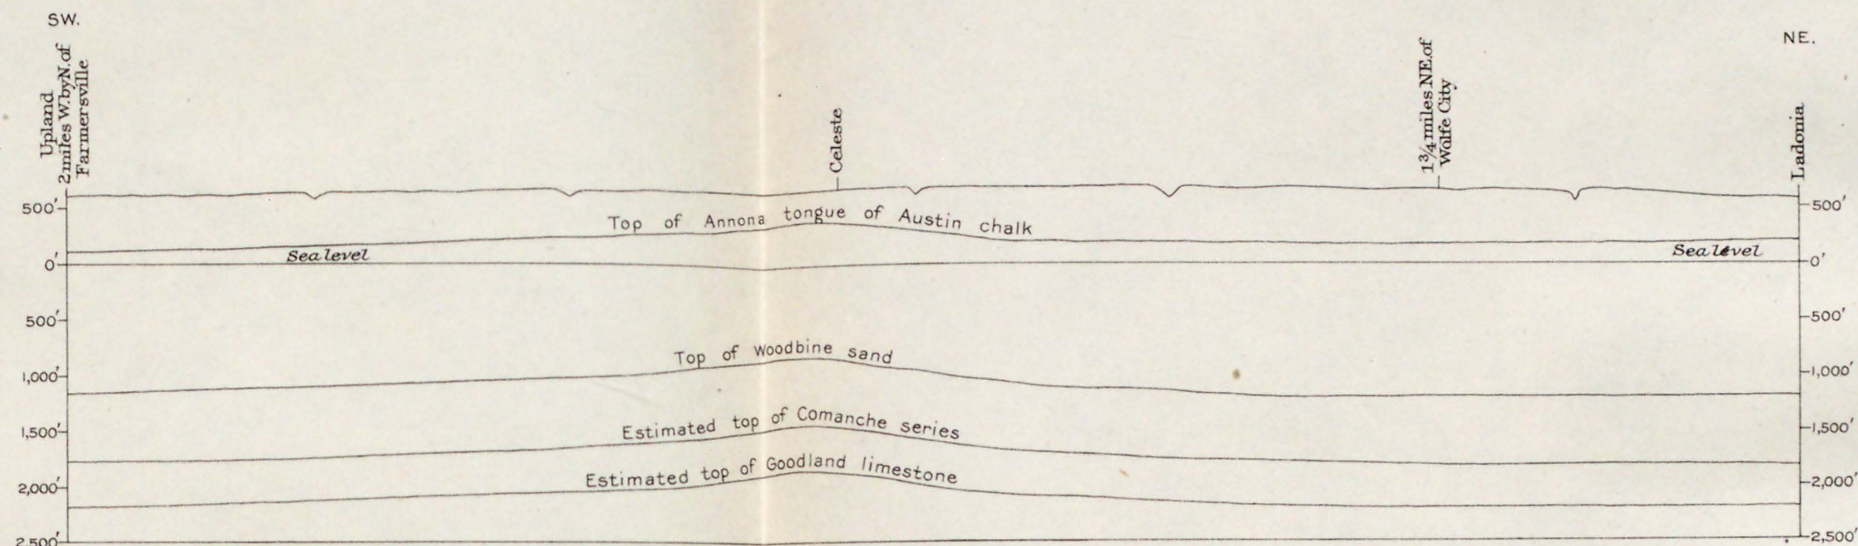 SW.
NE.
Upland
2 miles W. by N. of
Farmersville
Celeste
1¾ miles NE. of
Wolfe City
Ladonia
500'
500'
Top of Annona tongue of Austin chalk
Sea level
Sea level
0'
0'
500'
500'
Top of Woodbine sand
1,000'
1,000'
Estimated top of Comanche series
1,500'
1,500'
Estimated top of Goodland limestone
2,000'
2,000'
2,500'
2,500'